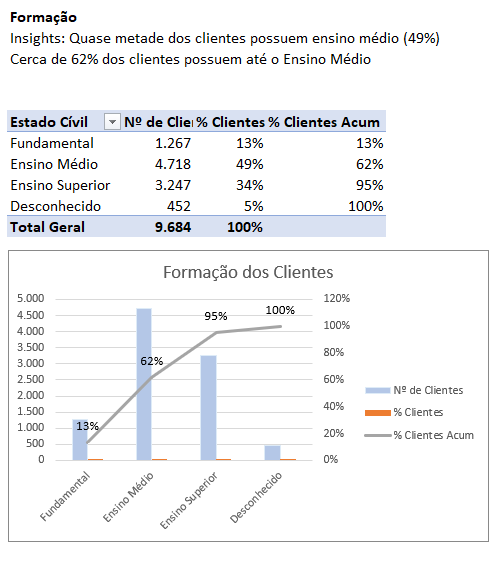 Formação
Insights: Quase metade dos clientes possuem ensino médio (49%)
Cerca de 62% dos clientes possuem até o Ensino Médio
Estado Cívil Nº de Clie % Clientes % Clientes Acum
Fundamental 1.267 13% 13%
Ensino Médio 4.718 49% 62%
Ensino Superior 3.247 34% 95%
Desconhecido 452 5% 100%
Total Geral 9.684 100%
Formação dos Clientes
5.000 120%
4.500
4.000 100%
3.500 80%
3.000
2.500 60%
2.000
1.500 40%
1.000 20%
500
0 0%
13% 62% 95% 100%
Fundamental Ensino Médio Ensino Superior Desconhecido
Nº de Clientes
% Clientes
% Clientes Acum